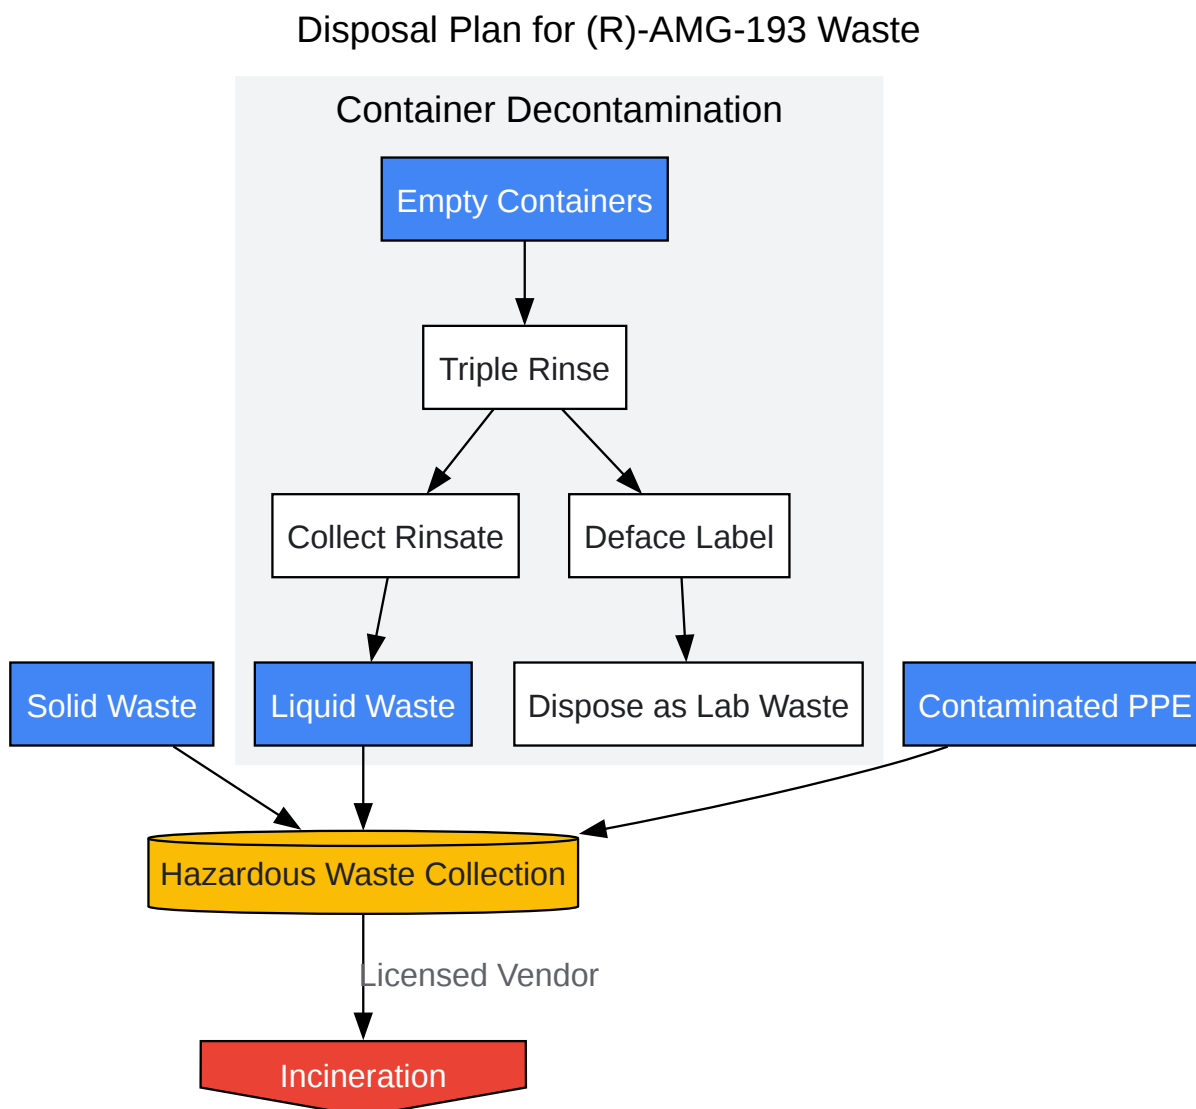 Disposal Plan for (R)-AMG-193 Waste
Container Decontamination
Empty Containers
Triple Rinse
Collect Rinsate
Deface Label
Solid Waste
Liquid Waste
Dispose as Lab Waste
Contaminated PPE
Hazardous Waste Collection
Licensed Vendor
Incineration